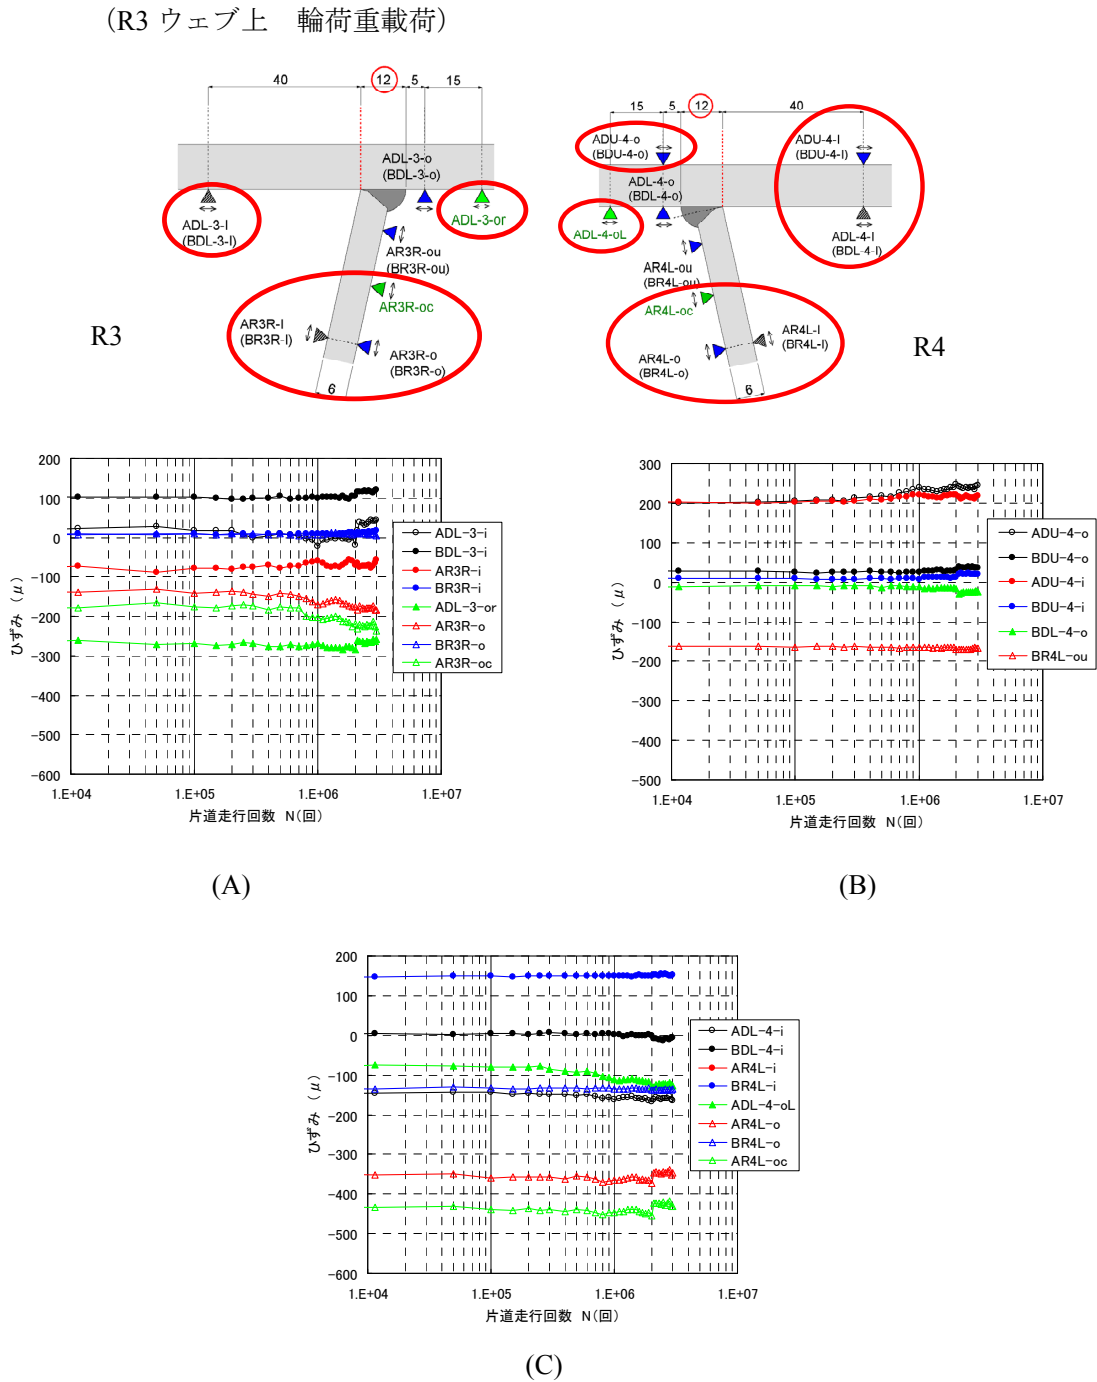 （R3 ウェブ上　輪荷重載荷）
40
12
5
15
ADL-3-o
(BDL-3-o)
ADL-3-I
(BDL-3-I)
ADL-3-or
AR3R-ou
(BR3R-ou)
AR3R-oc
AR3R-I
(BR3R-I)
AR3R-o
(BR3R-o)
6
R3
15
5
12
40
ADU-4-o
(BDU-4-o)
ADU-4-I
(BDU-4-I)
ADL-4-o
(BDL-4-o)
ADL-4-oL
ADL-4-I
(BDL-4-I)
AR4L-ou
(BR4L-ou)
AR4L-oc
AR4L-I
(BR4L-I)
AR4L-o
(BR4L-o)
6
R4
200
100
0
-100
-200
-300
-400
-500
-600
ひずみ（μ）
1.E+04
1.E+05
1.E+06
1.E+07
片道走行回数 N(回)
ADL-3-i
BDL-3-i
AR3R-i
BR3R-i
ADL-3-or
AR3R-o
BR3R-o
AR3R-oc
(A)
300
200
100
0
-100
-200
-300
-400
-500
ひずみ（μ）
1.E+04
1.E+05
1.E+06
1.E+07
片道走行回数 N(回)
ADU-4-o
BDU-4-o
ADU-4-i
BDU-4-i
BDL-4-o
BR4L-ou
(B)
200
100
0
-100
-200
-300
-400
-500
-600
ひずみ（μ）
1.E+04
1.E+05
1.E+06
1.E+07
片道走行回数 N(回)
ADL-4-i
BDL-4-i
AR4L-i
BR4L-i
ADL-4-oL
AR4L-o
BR4L-o
AR4L-oc
(C)